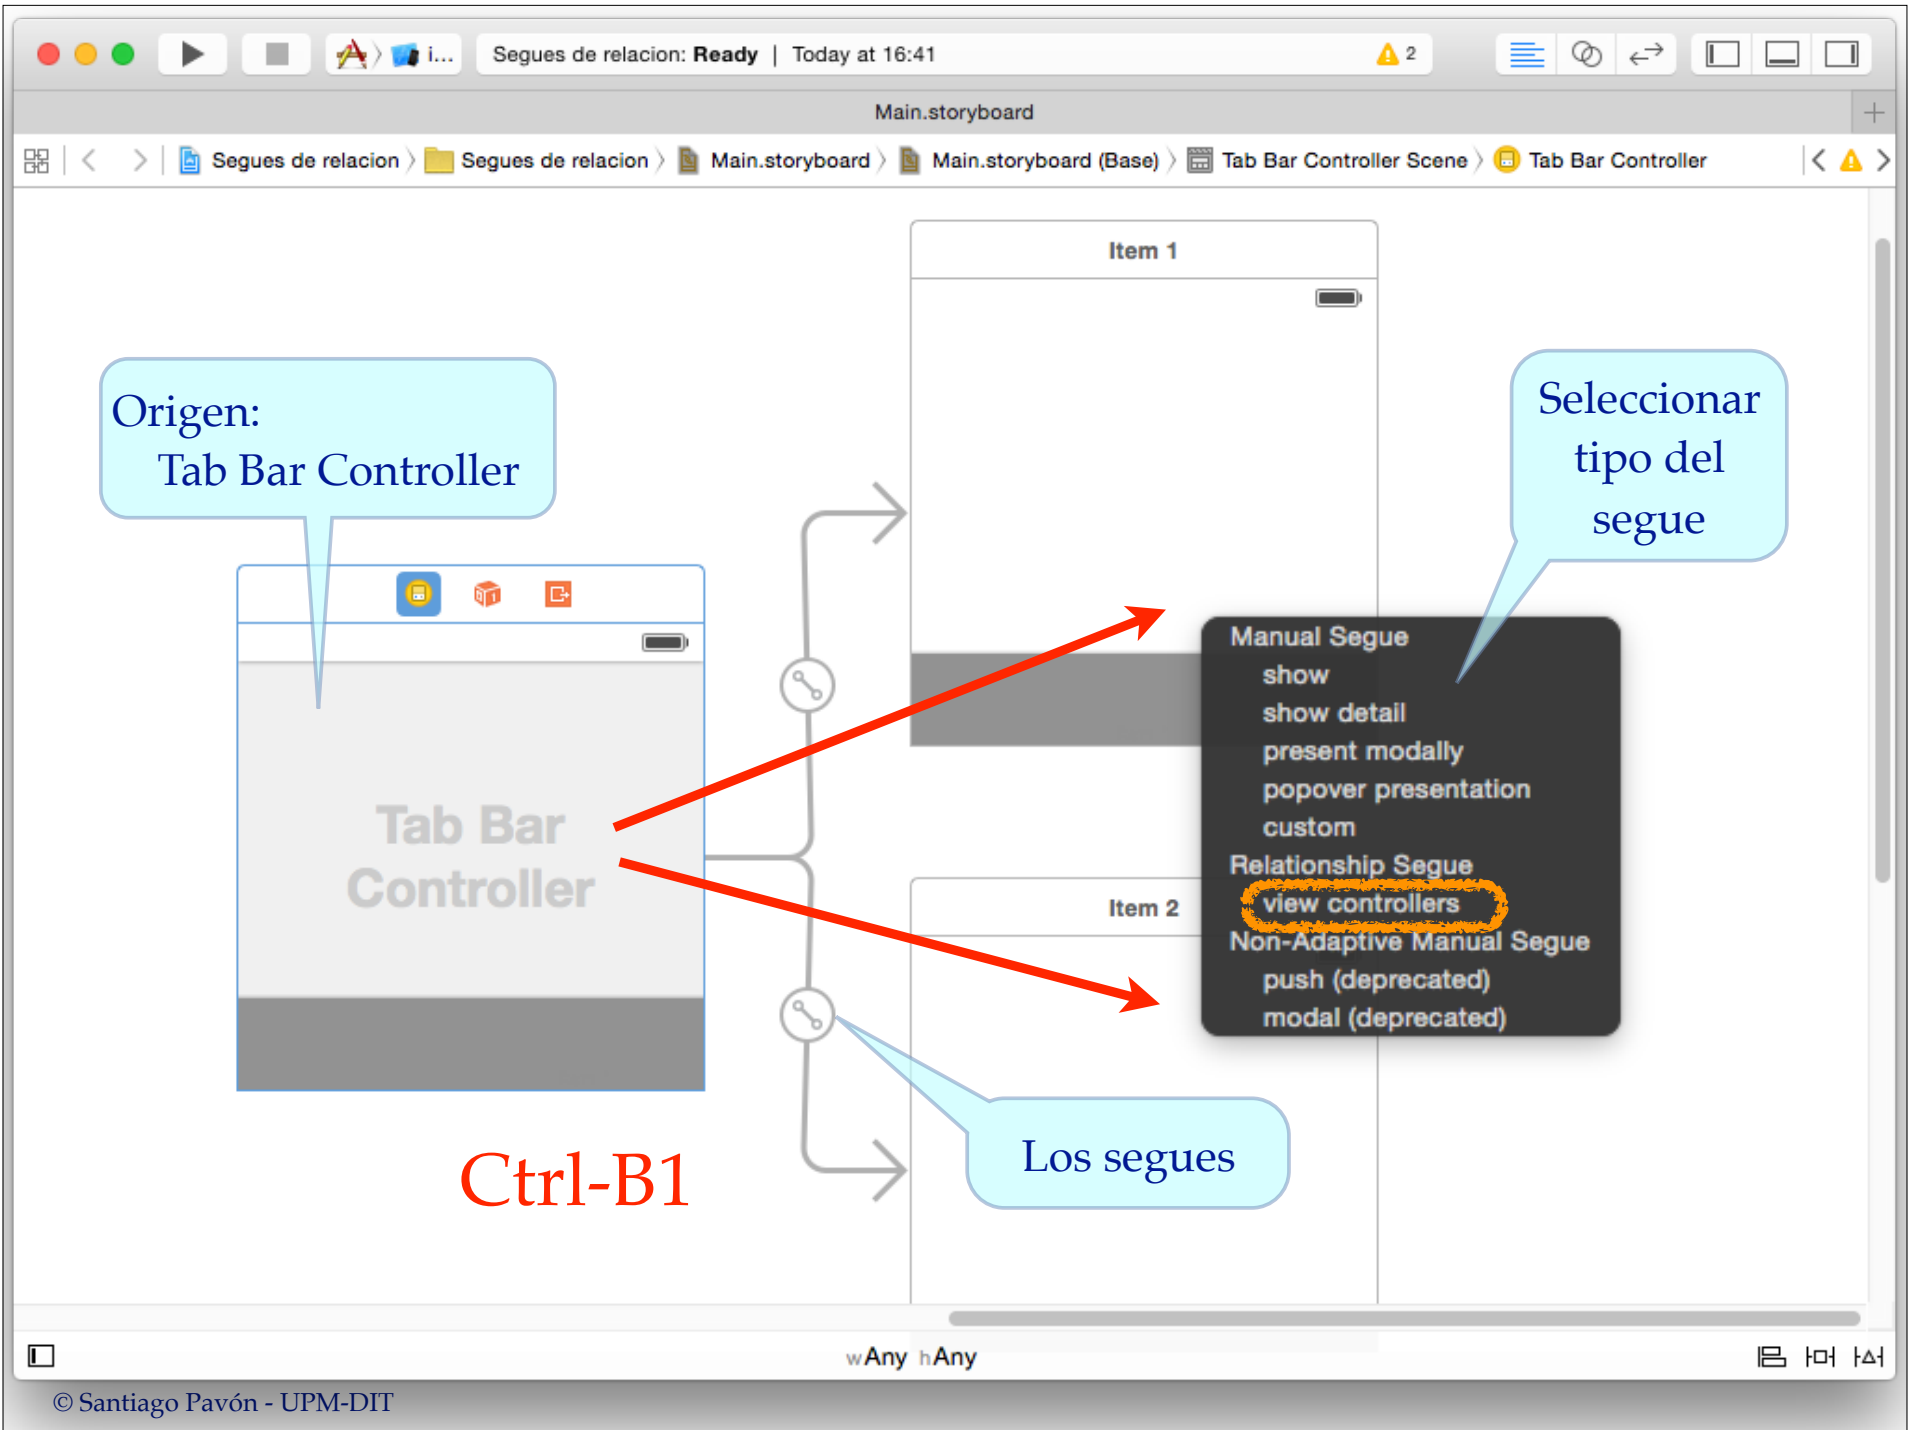 i...
Segues de relacion: Ready | Today at 16:41
2
Main.storyboard
Segues de relacion
Segues de relacion
Main.storyboard
Main.storyboard (Base)
Tab Bar Controller Scene
Tab Bar Controller
Item 1
Origen:
Tab Bar Controller
Seleccionar
tipo del
segue
Manual Segue
show
show detail
present modally
popover presentation
custom
Relationship Segue
view controllers
Non-Adaptive Manual Segue
push (deprecated)
modal (deprecated)
Tab Bar
Controller
Item 2
Los segues
Ctrl-B1
wAny hAny
© Santiago Pavón - UPM-DIT